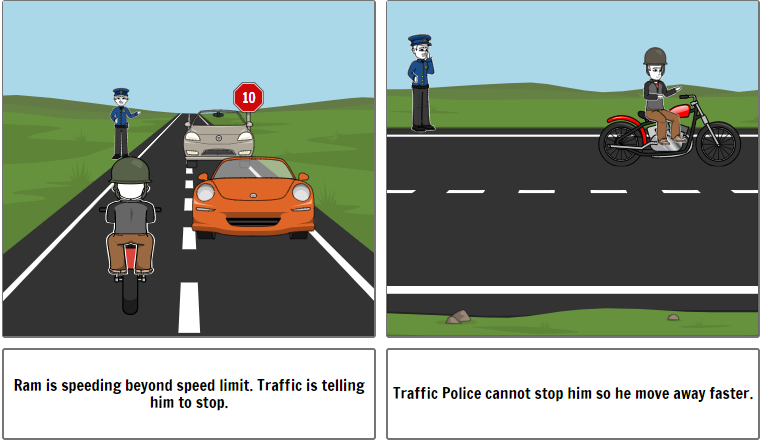 10
Ram is speeding beyond speed limit. Traffic is telling
him to stop.
Traffic Police cannot stop him so he move away faster.